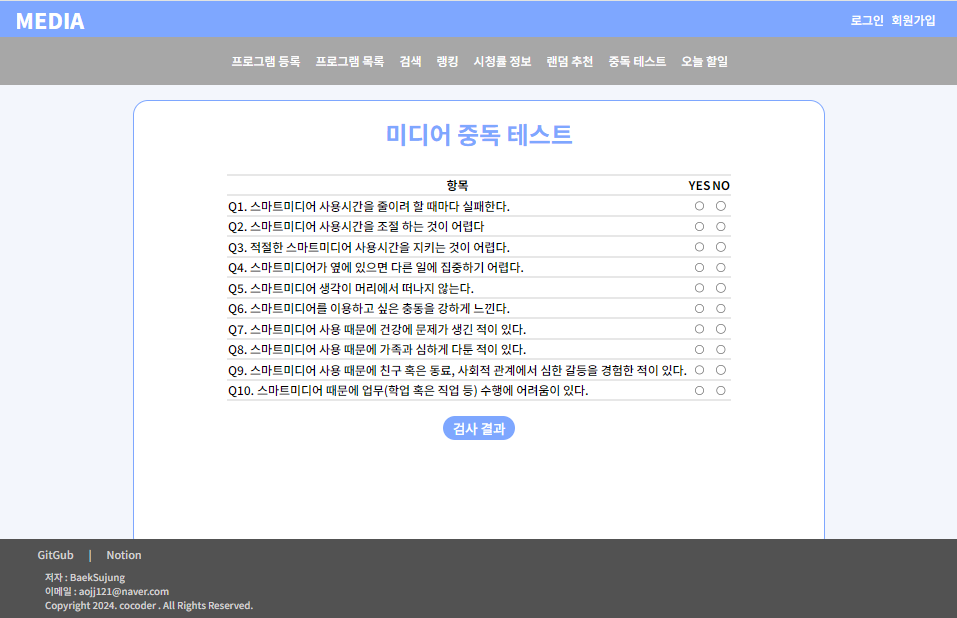 MEDIA
로그인 회원가입
프로그램 등록 프로그램 목록 검색 랭킹 시청률 정보 랜덤 추천 중독 테스트 오늘 할일
미디어 중독 테스트
항목 YES NO
Q1. 스마트미디어 사용시간을 줄이려 할 때마다 실패한다.
Q2. 스마트미디어 사용시간을 조절 하는 것이 어렵다
Q3. 적절한 스마트미디어 사용시간을 지키는 것이 어렵다.
Q4. 스마트미디어가 옆에 있으면 다른 일에 집중하기 어렵다.
Q5. 스마트미디어 생각이 머리에서 떠나지 않는다.
Q6. 스마트미디어를 이용하고 싶은 충동을 강하게 느낀다.
Q7. 스마트미디어 사용 때문에 건강에 문제가 생긴 적이 있다.
Q8. 스마트미디어 사용 때문에 가족과 심하게 다툰 적이 있다.
Q9. 스마트미디어 사용 때문에 친구 혹은 동료, 사회적 관계에서 심한 갈등을 경험한 적이 있다.
Q10. 스마트미디어 때문에 업무(학업 혹은 직업 등) 수행에 어려움이 있다.
검사 결과
GitGub | Notion
저자 : BaekSujung
이메일 : aojj121@naver.com
Copyright 2024. cocoder . All Rights Reserved.